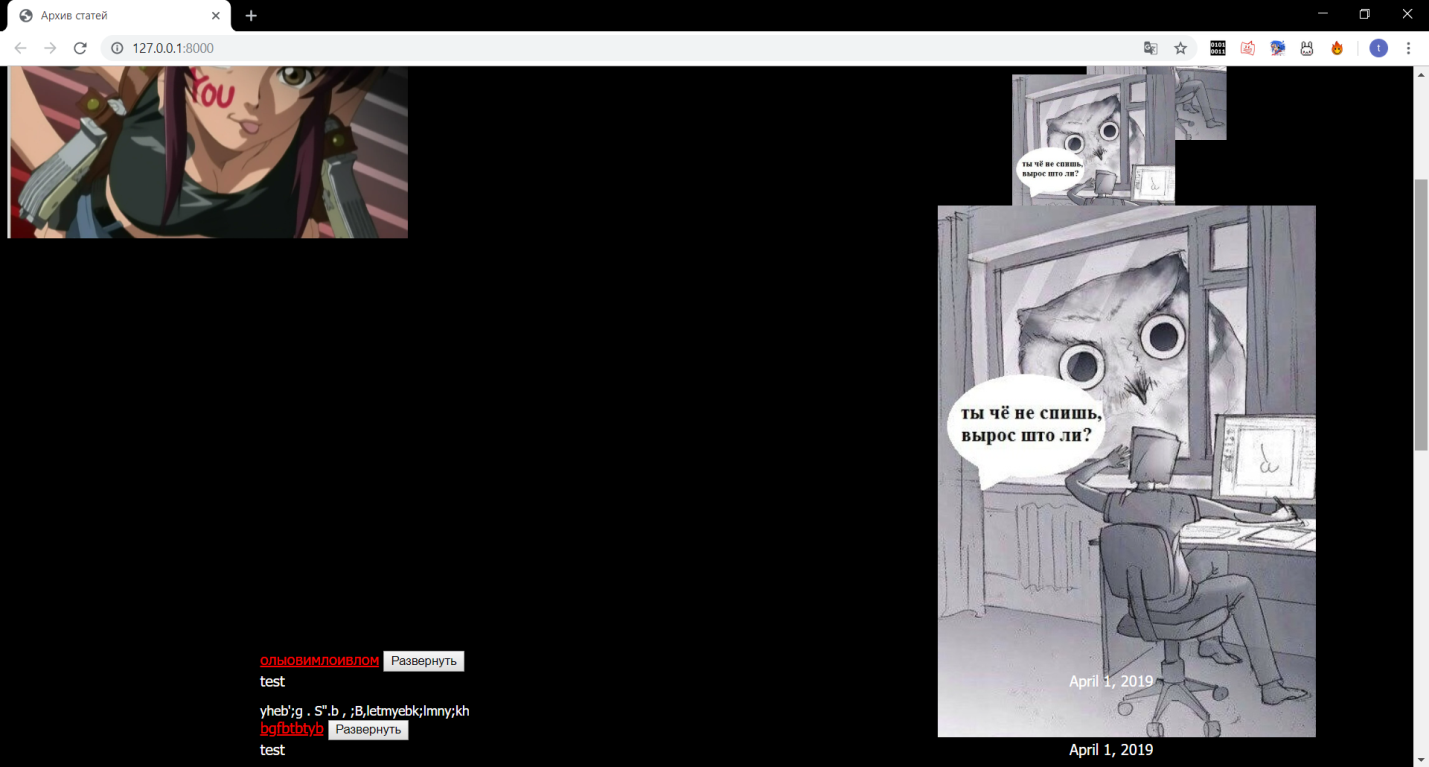 Архив статей
127.0.0.1:8000
0101
0011
t
YOU
ты чё не спишь,
вырос што ли?
ты чё не спишь,
вырос што ли?
олыовимлоивлом Развернуть
test April 1, 2019
yheb';g . S".b , ;B,letmyebk;lmny;kh
bgfbtbtyb Развернуть
test April 1, 2019